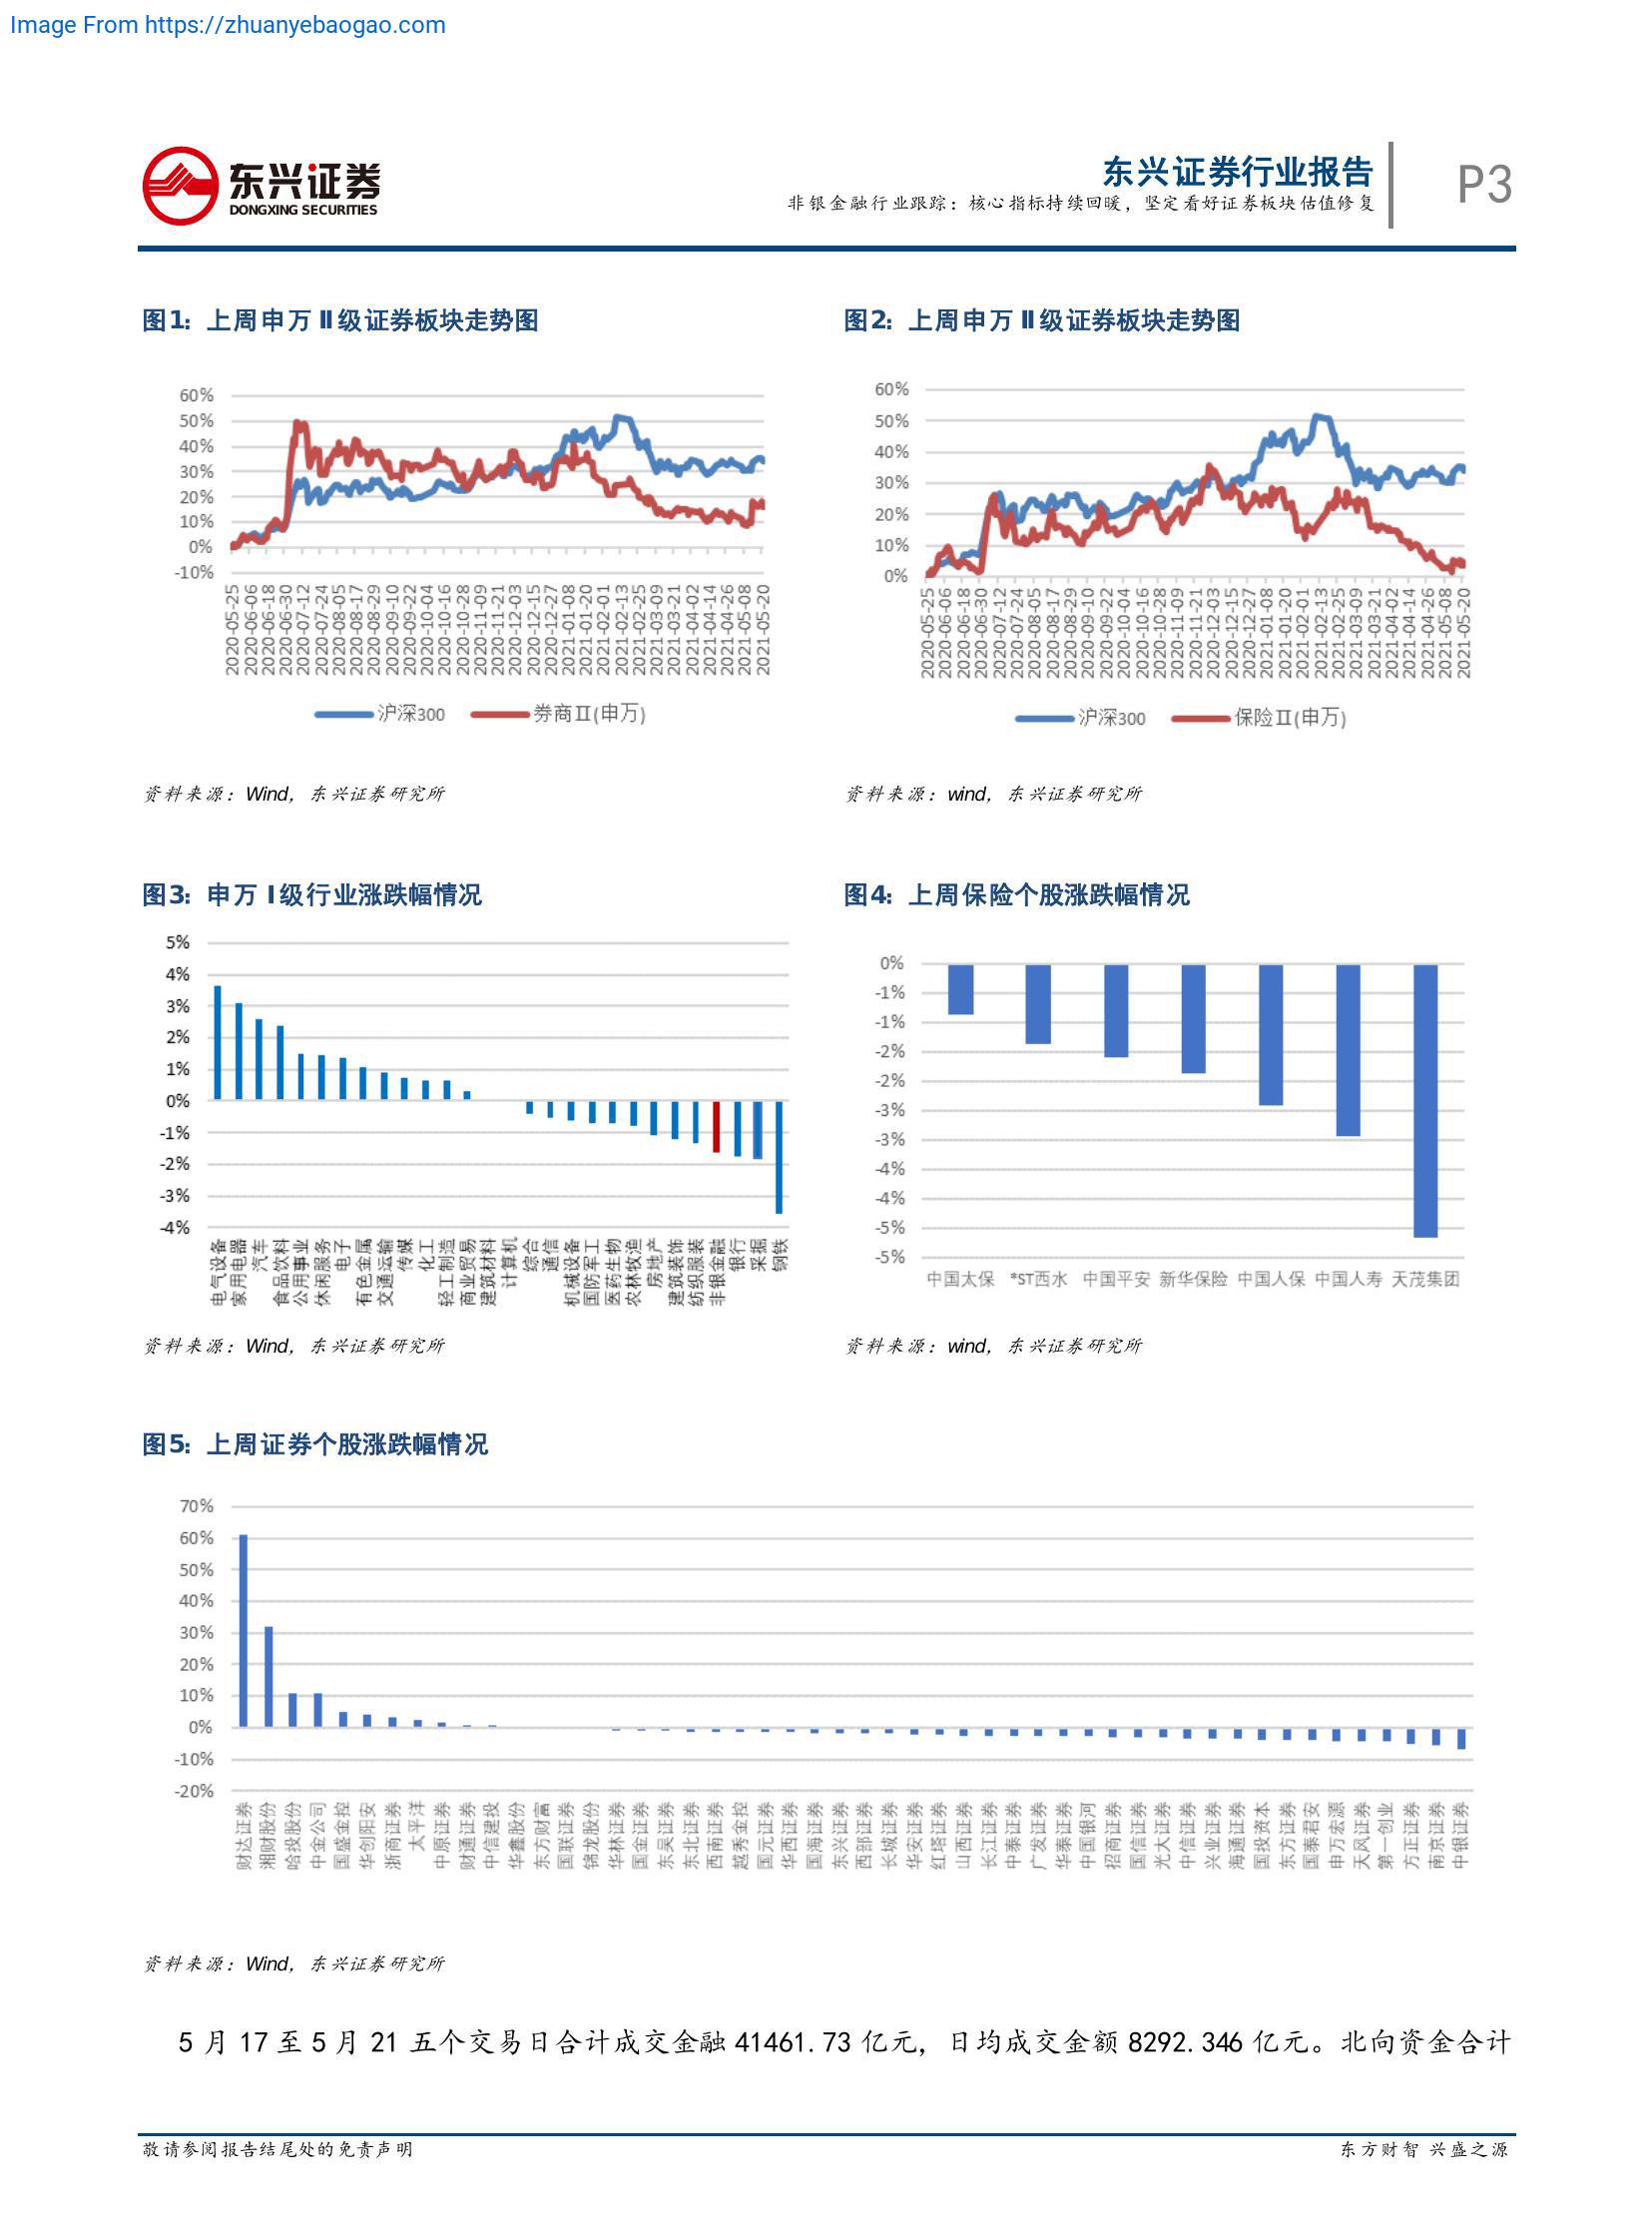 Image From https://zhuanyebaogao.com
东兴证券
DONGXING SECURITIES
东兴证券行业报告
非银金融行业跟踪：核心指标持续回暖，坚定看好证券板块估值修复
P3
图1: 上周申万 II 级证券板块走势图
60%
50%
40%
30%
20%
10%
0%
-10%
2020-05-25
2020-06-06
2020-06-18
2020-06-30
2020-07-12
2020-07-24
2020-08-05
2020-08-17
2020-08-29
2020-09-10
2020-09-22
2020-10-04
2020-10-16
2020-10-28
2020-11-09
2020-11-21
2020-12-03
2020-12-15
2020-12-27
2021-01-08
2021-01-20
2021-02-01
2021-02-13
2021-02-25
2021-03-09
2021-03-21
2021-04-02
2021-04-14
2021-04-26
2021-05-08
2021-05-20
沪深300 券商Ⅱ(申万)
资料来源：Wind，东兴证券研究所
图2: 上周申万 II 级证券板块走势图
60%
50%
40%
30%
20%
10%
0%
2020-05-25
2020-06-06
2020-06-18
2020-06-30
2020-07-12
2020-07-24
2020-08-05
2020-08-17
2020-08-29
2020-09-10
2020-09-22
2020-10-04
2020-10-16
2020-10-28
2020-11-09
2020-11-21
2020-12-03
2020-12-15
2020-12-27
2021-01-08
2021-01-20
2021-02-01
2021-02-13
2021-02-25
2021-03-09
2021-03-21
2021-04-02
2021-04-14
2021-04-26
2021-05-08
2021-05-20
沪深300 保险Ⅱ(申万)
资料来源：wind，东兴证券研究所
图3: 申万 I 级行业涨跌幅情况
5%
4%
3%
2%
1%
0%
-1%
-2%
-3%
-4%
电气设备
家用电器
汽车
食品饮料
公用事业
休闲服务
电子
有色金属
交通运输
传媒
化工
轻工制造
商业贸易
建筑材料
计算机
综合
通信
机械设备
国防军工
医药生物
农林牧渔
房地产
建筑装饰
纺织服装
非银金融
银行
采掘
钢铁
资料来源：Wind，东兴证券研究所
图4: 上周保险个股涨跌幅情况
0%
-1%
-1%
-2%
-2%
-3%
-3%
-4%
-4%
-5%
-5%
中国太保 *ST西水 中国平安 新华保险 中国人保 中国人寿 天茂集团
资料来源：wind，东兴证券研究所
图5: 上周证券个股涨跌幅情况
70%
60%
50%
40%
30%
20%
10%
0%
-10%
-20%
财达证券
湘财股份
哈投股份
中金公司
国盛金控
华创阳安
浙商证券
太平洋
中原证券
财通证券
中信建投
华鑫股份
东方财富
国联证券
锦龙股份
华林证券
国金证券
东吴证券
东北证券
西南证券
越秀金控
国元证券
华西证券
国海证券
东兴证券
西部证券
长城证券
华安证券
红塔证券
山西证券
长江证券
中泰证券
广发证券
华泰证券
中国银河
招商证券
国信证券
光大证券
中信证券
兴业证券
海通证券
国投资本
东方证券
国泰君安
申万宏源
天风证券
第一创业
方正证券
南京证券
中银证券
资料来源：Wind，东兴证券研究所
5 月 17 至 5 月 21 五个交易日合计成交金融 41461.73 亿元，日均成交金额 8292.346 亿元。北向资金合计
敬请参阅报告结尾处的免责声明
东方财智 兴盛之源